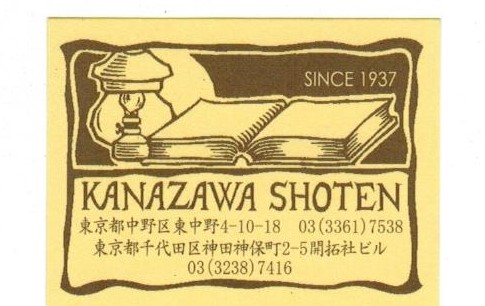 SINCE 1937
KANAZAWA SHOTEN
東京都中野区東中野4-10-18 03(3361)7538
東京都千代田区神田神保町2-5開拓社ビル
03(3238)7416